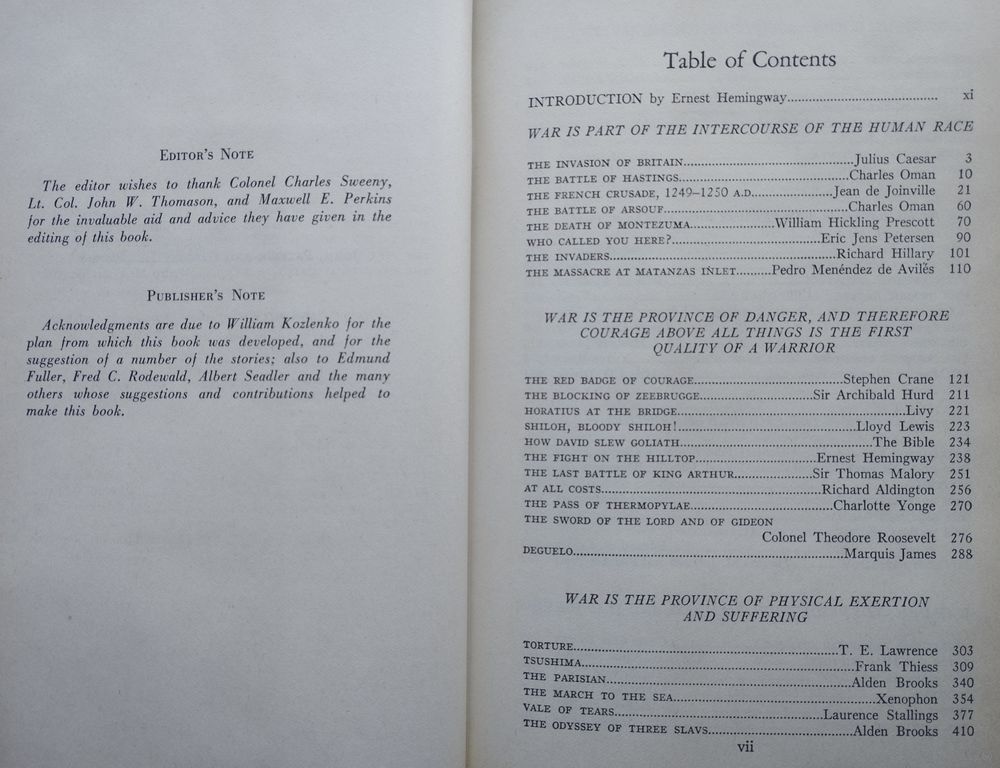 EDITOR'S NOTE
The editor wishes to thank Colonel Charles Sweeny,
Lt. Col. John W. Thomason, and Maxwell E. Perkins
for the invaluable aid and advice they have given in the
editing of this book.
PUBLISHER'S NOTE
Acknowledgments are due to William Kozlenko for the
plan from which this book was developed, and for the
suggestion of a number of the stories; also to Edmund
Fuller, Fred C. Rodewald, Albert Seadler and the many
others whose suggestions and contributions helped to
make this book.
Table of Contents
INTRODUCTION by Ernest Hemingway........................................ xi
WAR IS PART OF THE INTERCOURSE OF THE HUMAN RACE
THE INVASION OF BRITAIN........................................Julius Caesar 3
THE BATTLE OF HASTINGS........................................Charles Oman 10
THE FRENCH CRUSADE, 1249–1250 A.D.....................Jean de Joinville 21
THE BATTLE OF ARSOUF........................................Charles Oman 60
THE DEATH OF MONTEZUMA.....................William Hickling Prescott 70
WHO CALLED YOU HERE?....................................Eric Jens Petersen 90
THE INVADERS........................................Richard Hillary 101
THE MASSACRE AT MATANZAS INLET.........Pedro Menéndez de Avilés 110
WAR IS THE PROVINCE OF DANGER, AND THEREFORE
COURAGE ABOVE ALL THINGS IS THE FIRST
QUALITY OF A WARRIOR
THE RED BADGE OF COURAGE....................................Stephen Crane 121
THE BLOCKING OF ZEEBRUGGE...........................Sir Archibald Hurd 211
HORATIUS AT THE BRIDGE........................................Livy 221
SHILOH, BLOODY SHILOH!........................................Lloyd Lewis 223
HOW DAVID SLEW GOLIATH........................................The Bible 234
THE FIGHT ON THE HILLTOP...........................Ernest Hemingway 238
THE LAST BATTLE OF KING ARTHUR...................Sir Thomas Malory 251
AT ALL COSTS........................................Richard Aldington 256
THE PASS OF THERMOPYLAE...........................Charlotte Yonge 270
THE SWORD OF THE LORD AND OF GIDEON
Colonel Theodore Roosevelt 276
DEGUELO........................................Marquis James 288
WAR IS THE PROVINCE OF PHYSICAL EXERTION
AND SUFFERING
TORTURE........................................T. E. Lawrence 303
TSUSHIMA........................................Frank Thiess 309
THE PARISIAN........................................Alden Brooks 340
THE MARCH TO THE SEA........................................Xenophon 354
VALE OF TEARS........................................Laurence Stallings 377
THE ODYSSEY OF THREE SLAVS...........................Alden Brooks 410
vii